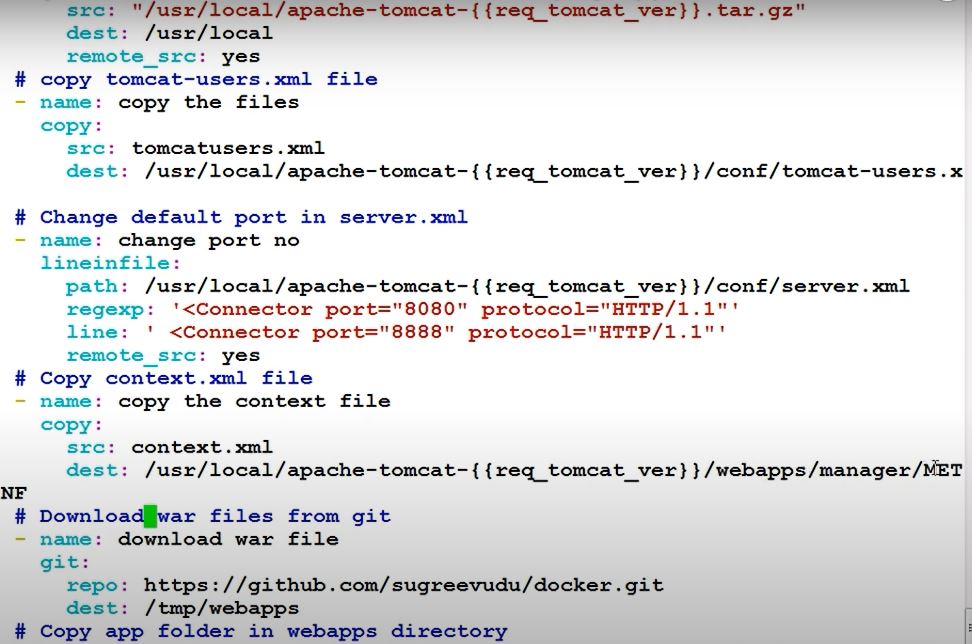 src: "/usr/local/apache-tomcat-{{req_tomcat_ver}}.tar.gz"
dest: /usr/local
remote_src: yes
# copy tomcat-users.xml file
- name: copy the files
copy:
src: tomcatusers.xml
dest: /usr/local/apache-tomcat-{{req_tomcat_ver}}/conf/tomcat-users.x
# Change default port in server.xml
- name: change port no
lineinfile:
path: /usr/local/apache-tomcat-{{req_tomcat_ver}}/conf/server.xml
regexp: '<Connector port="8080" protocol="HTTP/1.1"'
line: ' <Connector port="8888" protocol="HTTP/1.1"'
remote_src: yes
# Copy context.xml file
- name: copy the context file
copy:
src: context.xml
dest: /usr/local/apache-tomcat-{{req_tomcat_ver}}/webapps/manager/MET
NF
# Download war files from git
- name: download war file
git:
repo: https://github.com/sugreevudu/docker.git
dest: /tmp/webapps
# Copy app folder in webapps directory